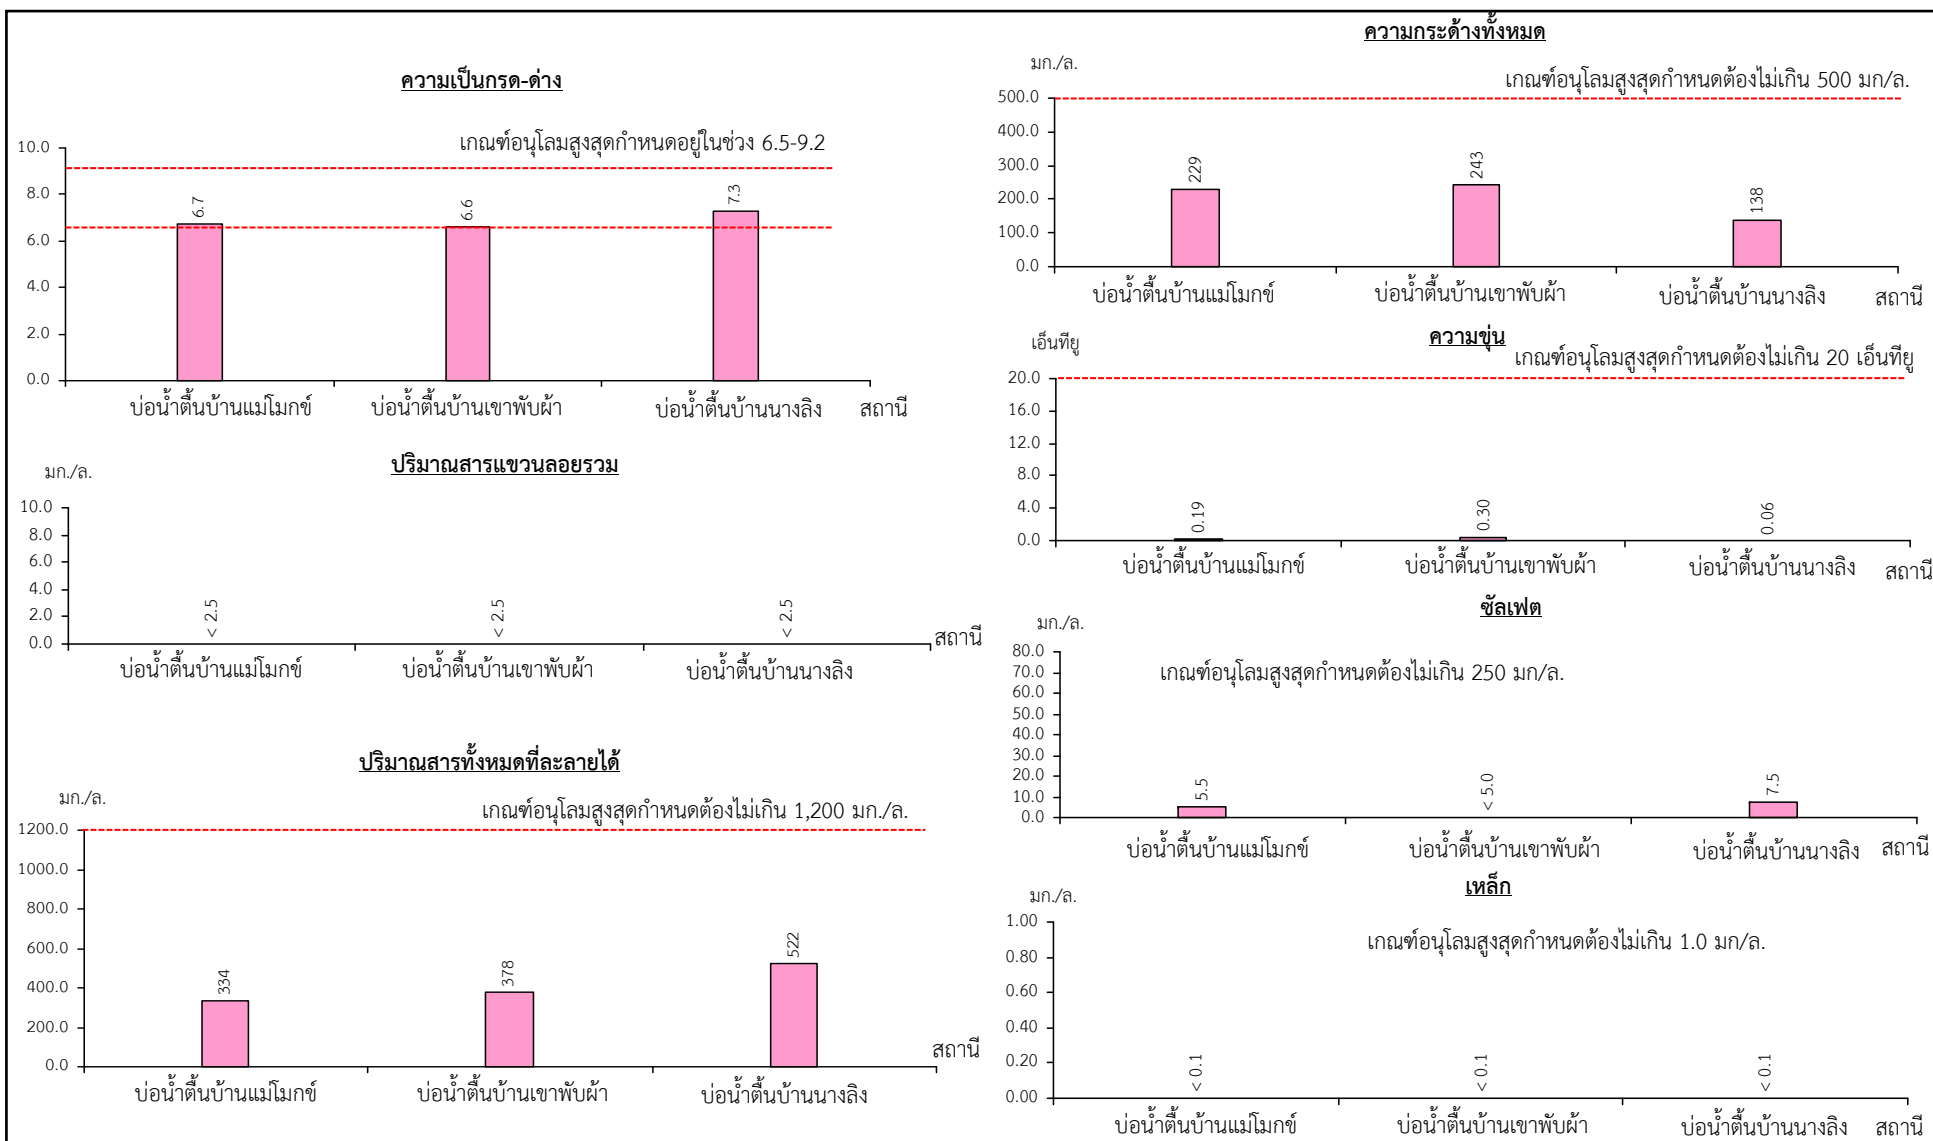 ความเป็นกรด-ด่าง
เกณฑ์อนุโลมสูงสุดกำหนดอยู่ในช่วง 6.5-9.2
10.0
8.0
6.0
4.0
2.0
0.0
6.7
6.6
7.3
บ่อน้ำตื้นบ้านแม่โมกข์ บ่อน้ำตื้นบ้านเขาพับผ้า บ่อน้ำตื้นบ้านนางลิง สถานี
ปริมาณสารแขวนลอยรวม
มก./ล.
10.0
8.0
6.0
4.0
2.0
0.0
< 2.5
< 2.5
< 2.5
สถานี
บ่อน้ำตื้นบ้านแม่โมกข์ บ่อน้ำตื้นบ้านเขาพับผ้า บ่อน้ำตื้นบ้านนางลิง
ปริมาณสารทั้งหมดที่ละลายได้
มก./ล.
เกณฑ์อนุโลมสูงสุดกำหนดต้องไม่เกิน 1,200 มก./ล.
1200.0
1000.0
800.0
600.0
400.0
200.0
0.0
334
378
522
สถานี
บ่อน้ำตื้นบ้านแม่โมกข์ บ่อน้ำตื้นบ้านเขาพับผ้า บ่อน้ำตื้นบ้านนางลิง
ความกระด้างทั้งหมด
มก./ล.
เกณฑ์อนุโลมสูงสุดกำหนดต้องไม่เกิน 500 มก/ล.
500.0
400.0
300.0
200.0
100.0
0.0
229
243
138
บ่อน้ำตื้นบ้านแม่โมกข์ บ่อน้ำตื้นบ้านเขาพับผ้า บ่อน้ำตื้นบ้านนางลิง สถานี
ความขุ่น
เอ็นทียู
เกณฑ์อนุโลมสูงสุดกำหนดต้องไม่เกิน 20 เอ็นทียู
20.0
16.0
12.0
8.0
4.0
0.0
0.19
0.30
0.06
บ่อน้ำตื้นบ้านแม่โมกข์ บ่อน้ำตื้นบ้านเขาพับผ้า บ่อน้ำตื้นบ้านนางลิง สถานี
ซัลเฟต
มก./ล.
เกณฑ์อนุโลมสูงสุดกำหนดต้องไม่เกิน 250 มก/ล.
80.0
70.0
60.0
50.0
40.0
30.0
20.0
10.0
0.0
5.5
< 5.0
7.5
บ่อน้ำตื้นบ้านแม่โมกข์ บ่อน้ำตื้นบ้านเขาพับผ้า บ่อน้ำตื้นบ้านนางลิง สถานี
เหล็ก
มก./ล.
เกณฑ์อนุโลมสูงสุดกำหนดต้องไม่เกิน 1.0 มก/ล.
1.00
0.80
0.60
0.40
0.20
0.00
< 0.1
< 0.1
< 0.1
บ่อน้ำตื้นบ้านแม่โมกข์ บ่อน้ำตื้นบ้านเขาพับผ้า บ่อน้ำตื้นบ้านนางลิง สถานี